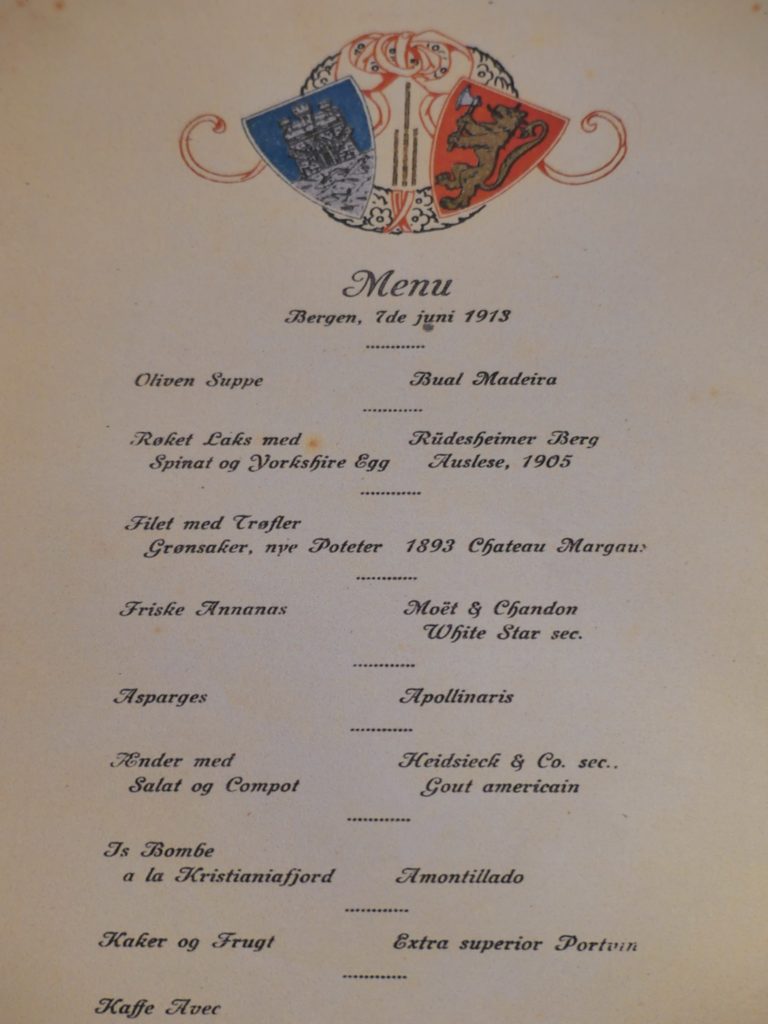 Menu
Bergen, 7de juni 1913
Oliven Suppe Bual Madeira
Røket Laks med Rüdesheimer Berg
Spinat og Yorkshire Egg Auslese, 1905
Filet med Trøfler
Grønsaker, nye Poteter 1893 Chateau Margaux
Friske Annanas Moët & Chandon
White Star sec.
Asparges Apollinaris
Ænder med Heidsieck & Co. sec..
Salat og Compot Gout americain
Is Bombe
a la Kristianiafjord Amontillado
Kaker og Frugt Extra superior Portvin
Kaffe Avec